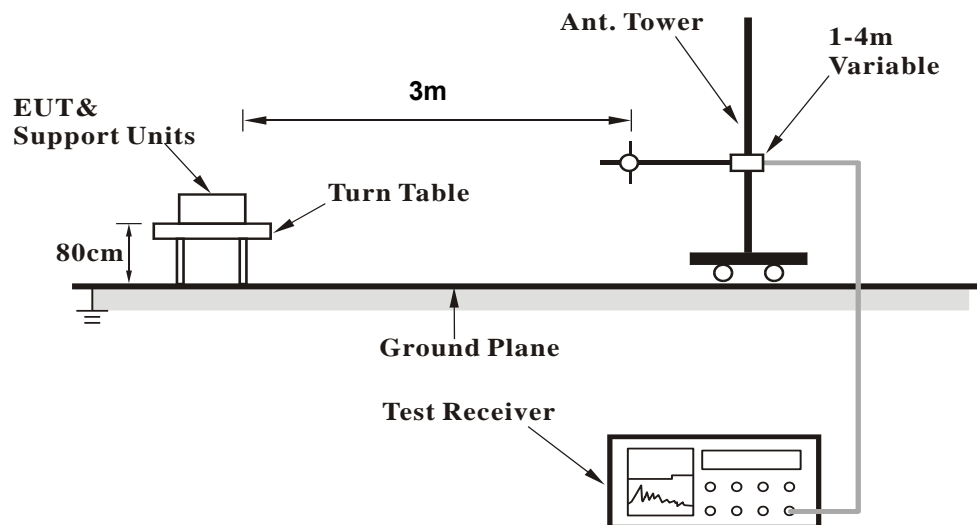 Ant. Tower
1-4m
Variable
3m
EUT&
Support Units
Turn Table
80cm
Ground Plane
Test Receiver